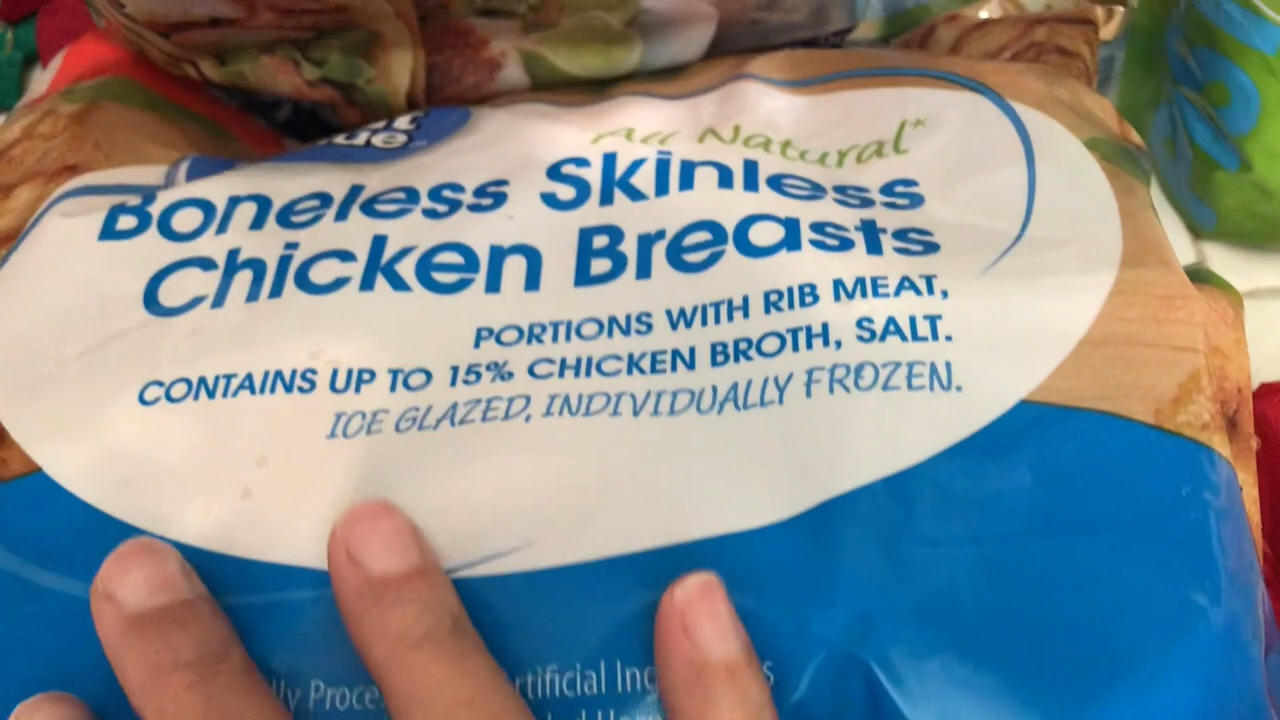 All Natural*
Boneless Skinless
Chicken Breasts
PORTIONS WITH RIB MEAT,
CONTAINS UP TO 15% CHICKEN BROTH, SALT.
ICE GLAZED, INDIVIDUALLY FROZEN.